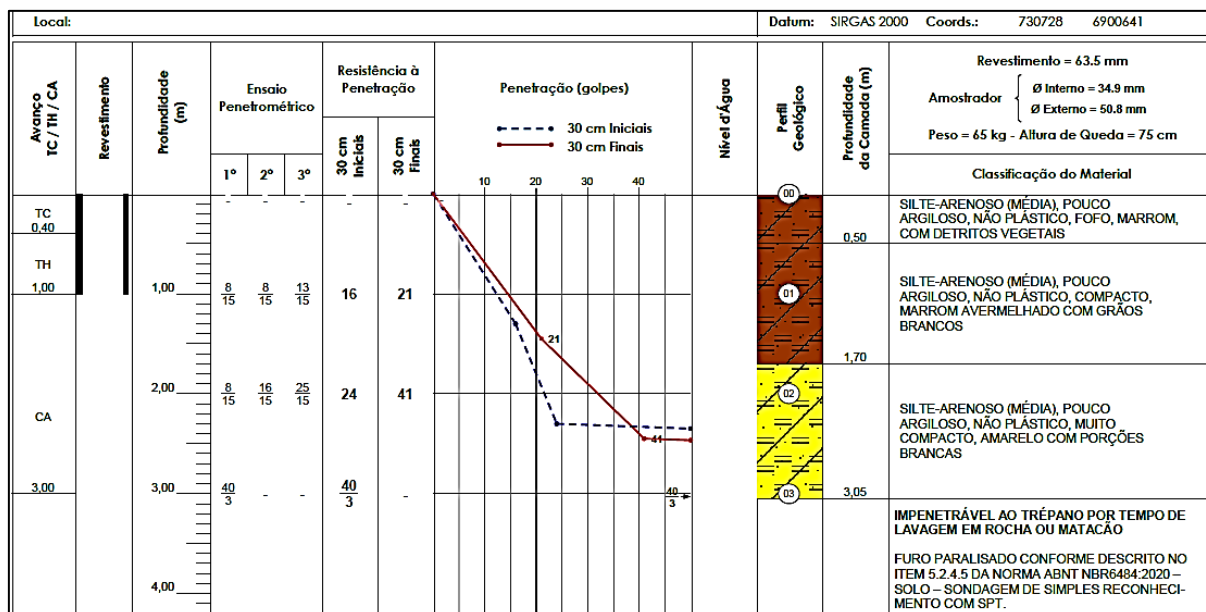 Local:
Datum: SIRGAS 2000 Coords.: 730728 6900641
Avanço
TC / TH / CA
Revestimento
Profundidade
(m)
Ensaio
Penetrométrico
1º 2º 3º
Resistência à
Penetração
30 cm
Iniciais
30 cm
Finais
Penetração (golpes)
30 cm Iniciais
30 cm Finais
10 20 30 40
Nível D'Água
Perfil
Geológico
Profundidade
da Camada (m)
Revestimento = 63.5 mm
Amostrador
Ø Interno = 34.9 mm
Ø Externo = 50.8 mm
Peso = 65 kg - Altura de Queda = 75 cm
Classificação do Material
TC
0,40
- - - - - -
00
SILTE-ARENOSO (MÉDIA), POUCO
ARGILOSO, NÃO PLÁSTICO, FOFO, MARROM,
COM DETRITOS VEGETAIS
0,50
TH
1,00
1,00
8/15 8/15 13/15 16 21
21
01
SILTE-ARENOSO (MÉDIA), POUCO
ARGILOSO, NÃO PLÁSTICO, COMPACTO,
MARROM AVERMELHADO COM GRÃOS
BRANCOS
1,70
CA
2,00
8/15 16/15 25/15 24 41
41
02
SILTE-ARENOSO (MÉDIA), POUCO
ARGILOSO, NÃO PLÁSTICO, MUITO
COMPACTO, AMARELO COM PORÇÕES
BRANCAS
3,00
3,00
40/3 - - 40/3 -
40/3
03
3,05
IMPENETRÁVEL AO TRÉPANO POR TEMPO DE
LAVAGEM EM ROCHA OU MATACÃO
FURO PARALISADO CONFORME DESCRITO NO
ITEM 5.2.4.5 DA NORMA ABNT NBR6484:2020 –
SOLO – SONDAGEM DE SIMPLES RECONHECI-
MENTO COM SPT.
4,00